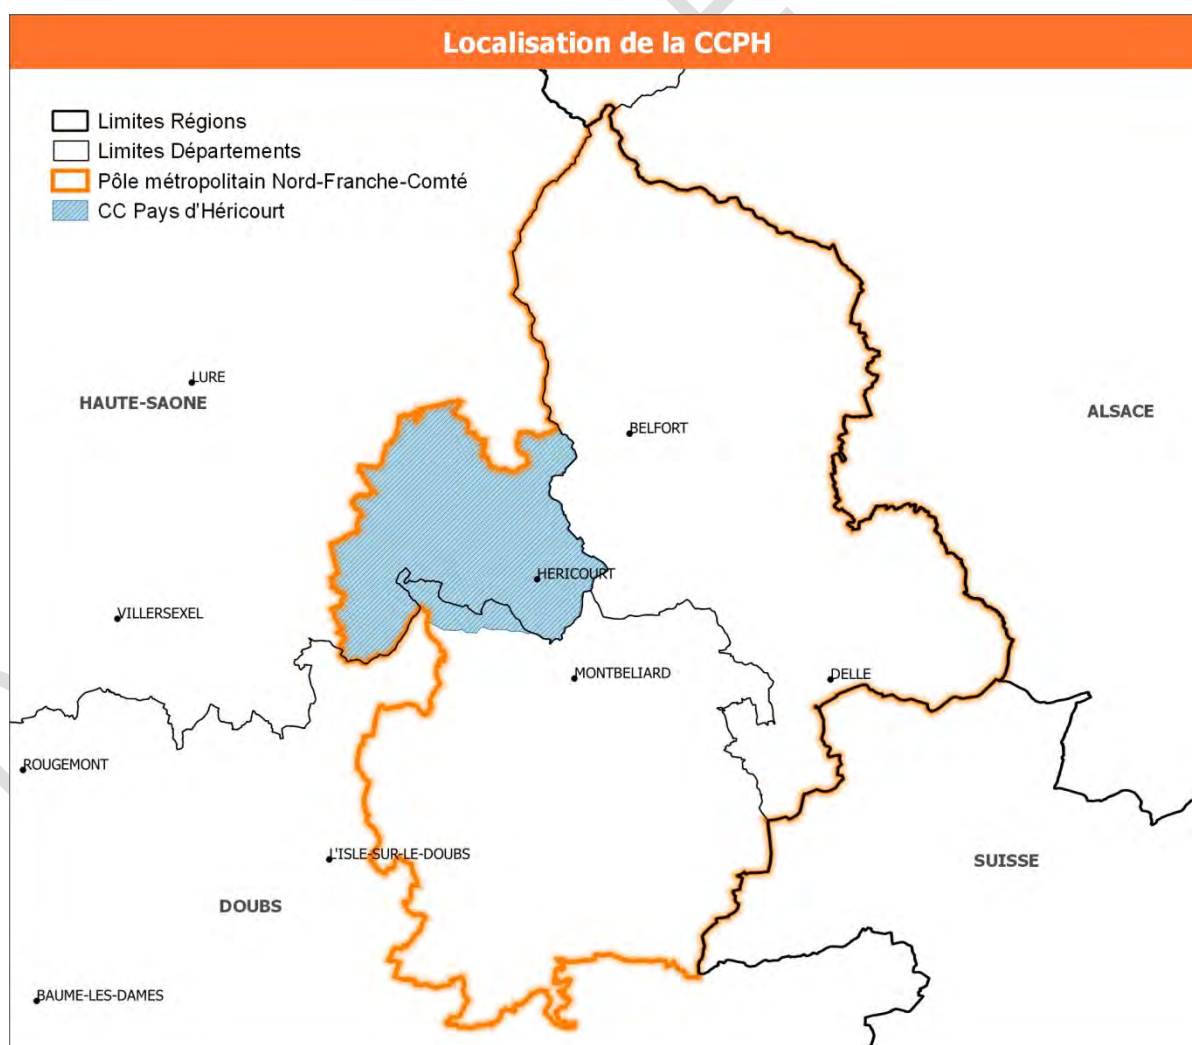 Localisation de la CCPH
Limites Régions
Limites Départements
Pôle métropolitain Nord-Franche-Comté
CC Pays d'Héricourt
LURE
HAUTE-SAONE
ALSACE
BELFORT
HERICOURT
VILLERSEXEL
MONTBELIARD
DELLE
ROUGEMONT
L'ISLE-SUR-LE-DOUBS
SUISSE
DOUBS
BAUME-LES-DAMES